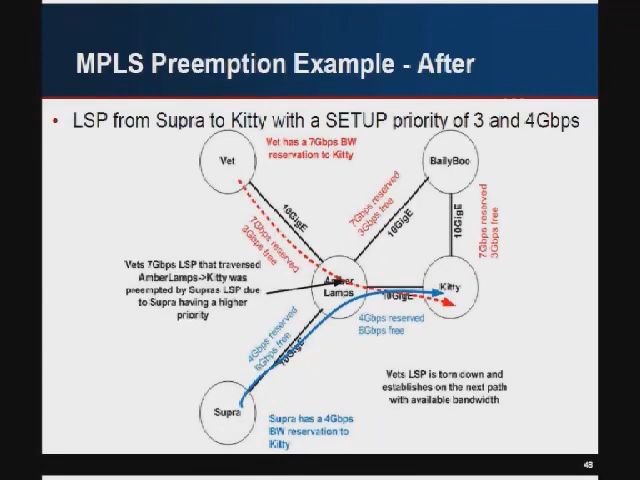 MPLS Preemption Example - After
• LSP from Supra to Kitty with a SETUP priority of 3 and 4Gbps
Vet
Vet has a 7Gbps BW
reservation to Kitty
BailyBoo
10GigE
7Gbps reserved
3Gbps free
7Gbps reserved
3Gbps free
10GigE
10GigE
7Gbps reserved
3Gbps free
Vets 7Gbps LSP that traversed
AmberLamps->Kitty was
preempted by Supras LSP due
to Supra having a higher
priority
Amber
Lamps
Kitty
10GigE
4Gbps reserved
6Gbps free
4Gbps reserved
6Gbps free
10GigE
Vets LSP is torn down and
establishes on the next path
with available bandwidth
Supra
Supra has a 4Gbps
BW reservation to
Kitty
48